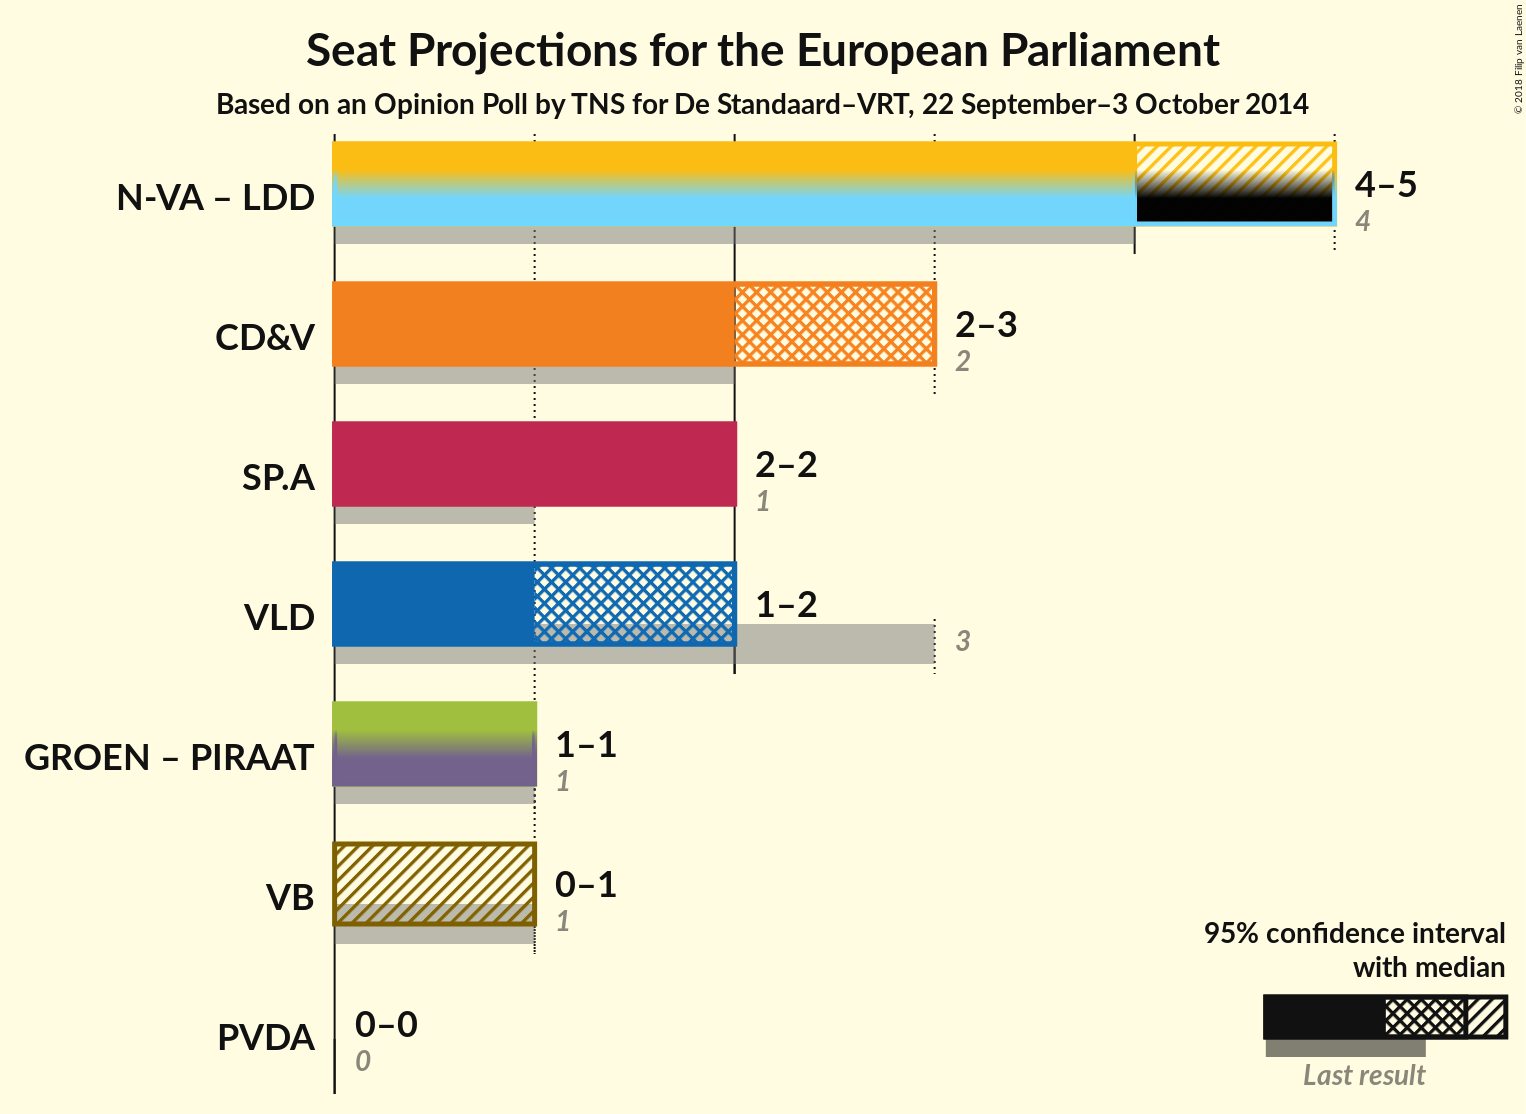 Seat Projections for the European Parliament
Based on an Opinion Poll by TNS for De Standaard–VRT, 22 September–3 October 2014
© 2018 Filip van Laenen
N-VA – LDD
4–5
4
CD&V
2–3
2
SP.A
2–2
1
VLD
1–2
3
GROEN – PIRAAT
1–1
1
VB
0–1
1
PVDA
0–0
0
95% confidence interval
with median
Last result